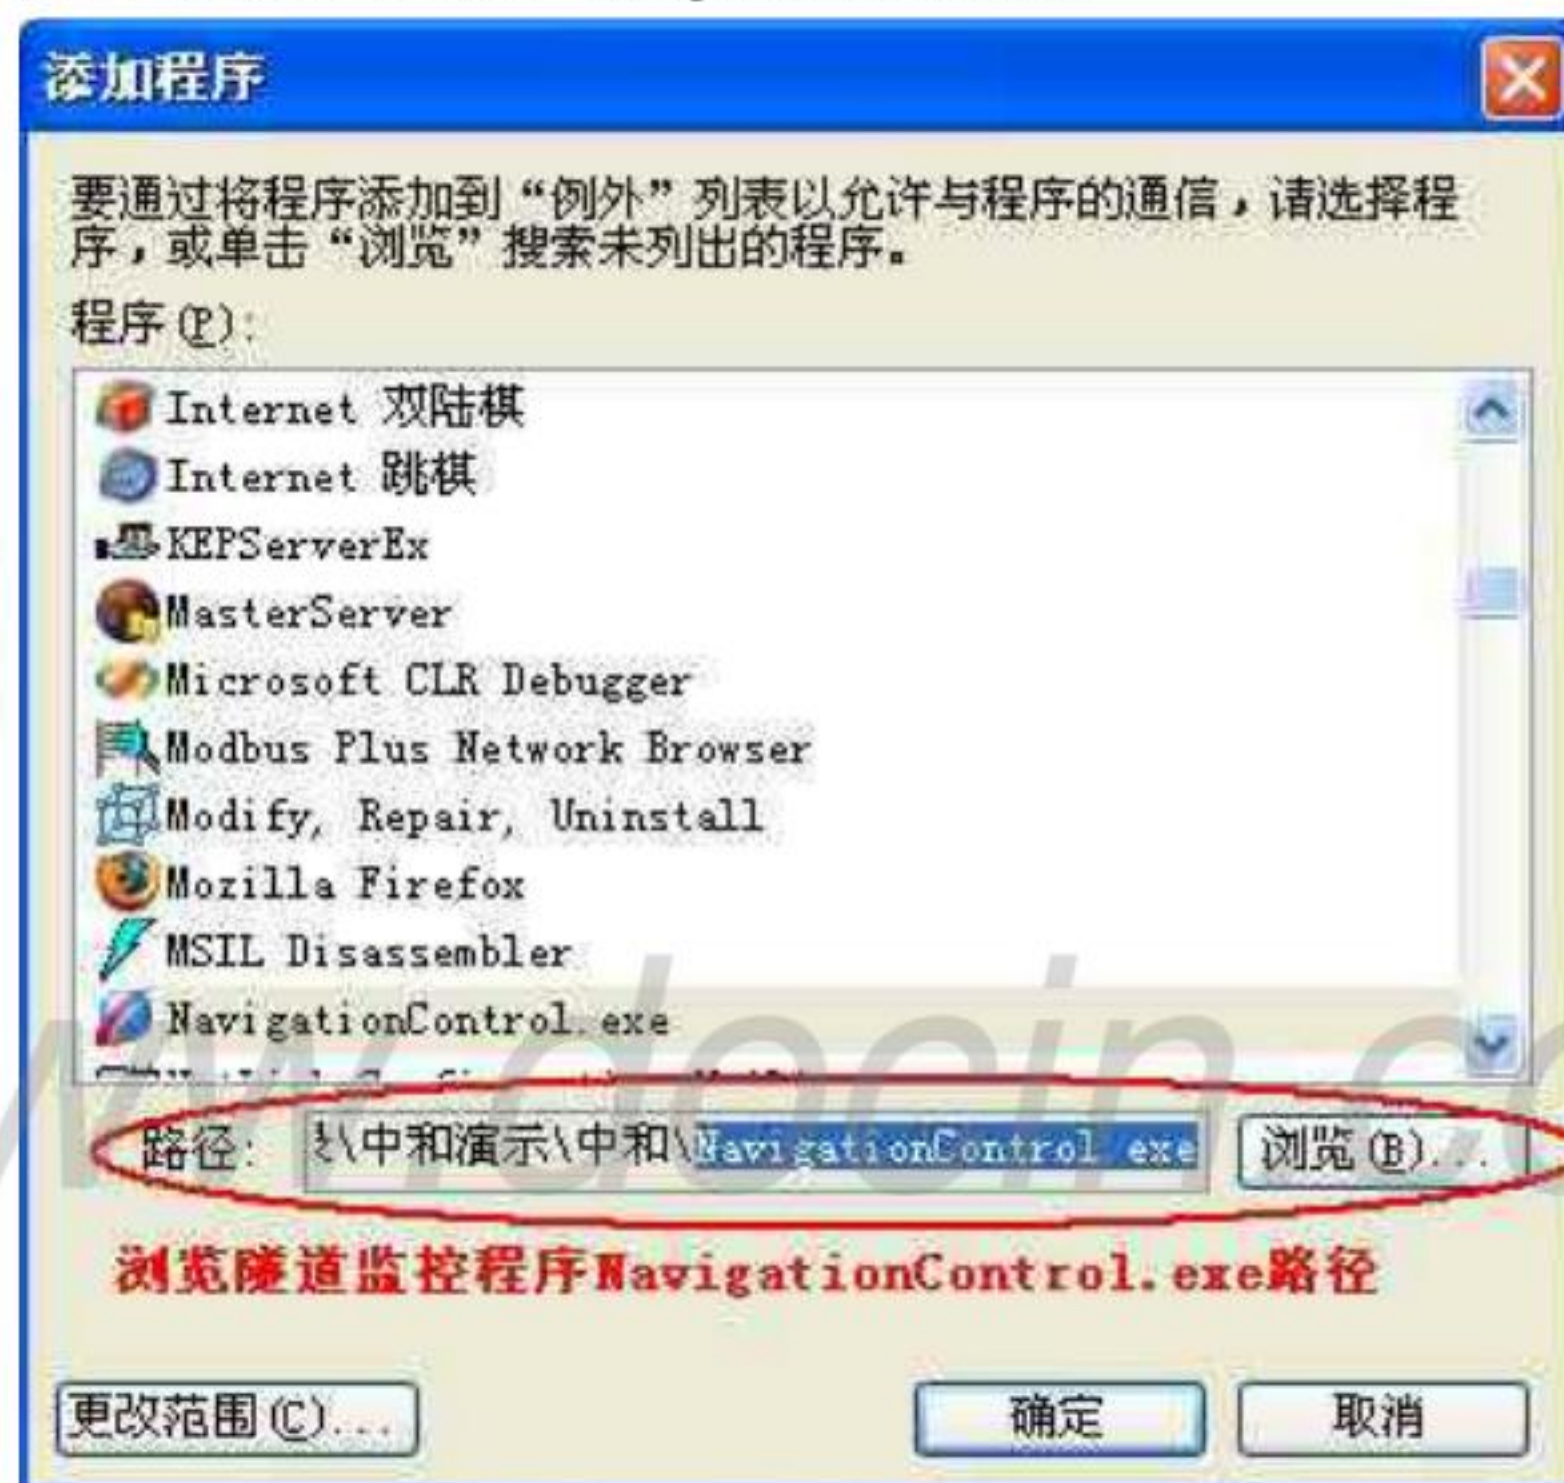 添加程序
要通过将程序添加到“例外”列表以允许与程序的通信，请选择程
序，或单击“浏览”搜索未列出的程序。
程序(P):
Internet 双陆棋
Internet 跳棋
KEPServerEx
MasterServer
Microsoft CLR Debugger
Modbus Plus Network Browser
Modify, Repair, Uninstall
Mozilla Firefox
MSIL Disassembler
NavigationControl.exe
路径: \中和演示\中和\NavigationControl.exe 浏览(B)...
浏览隧道监控程序NavigationControl.exe路径
更改范围(C)... 确定 取消